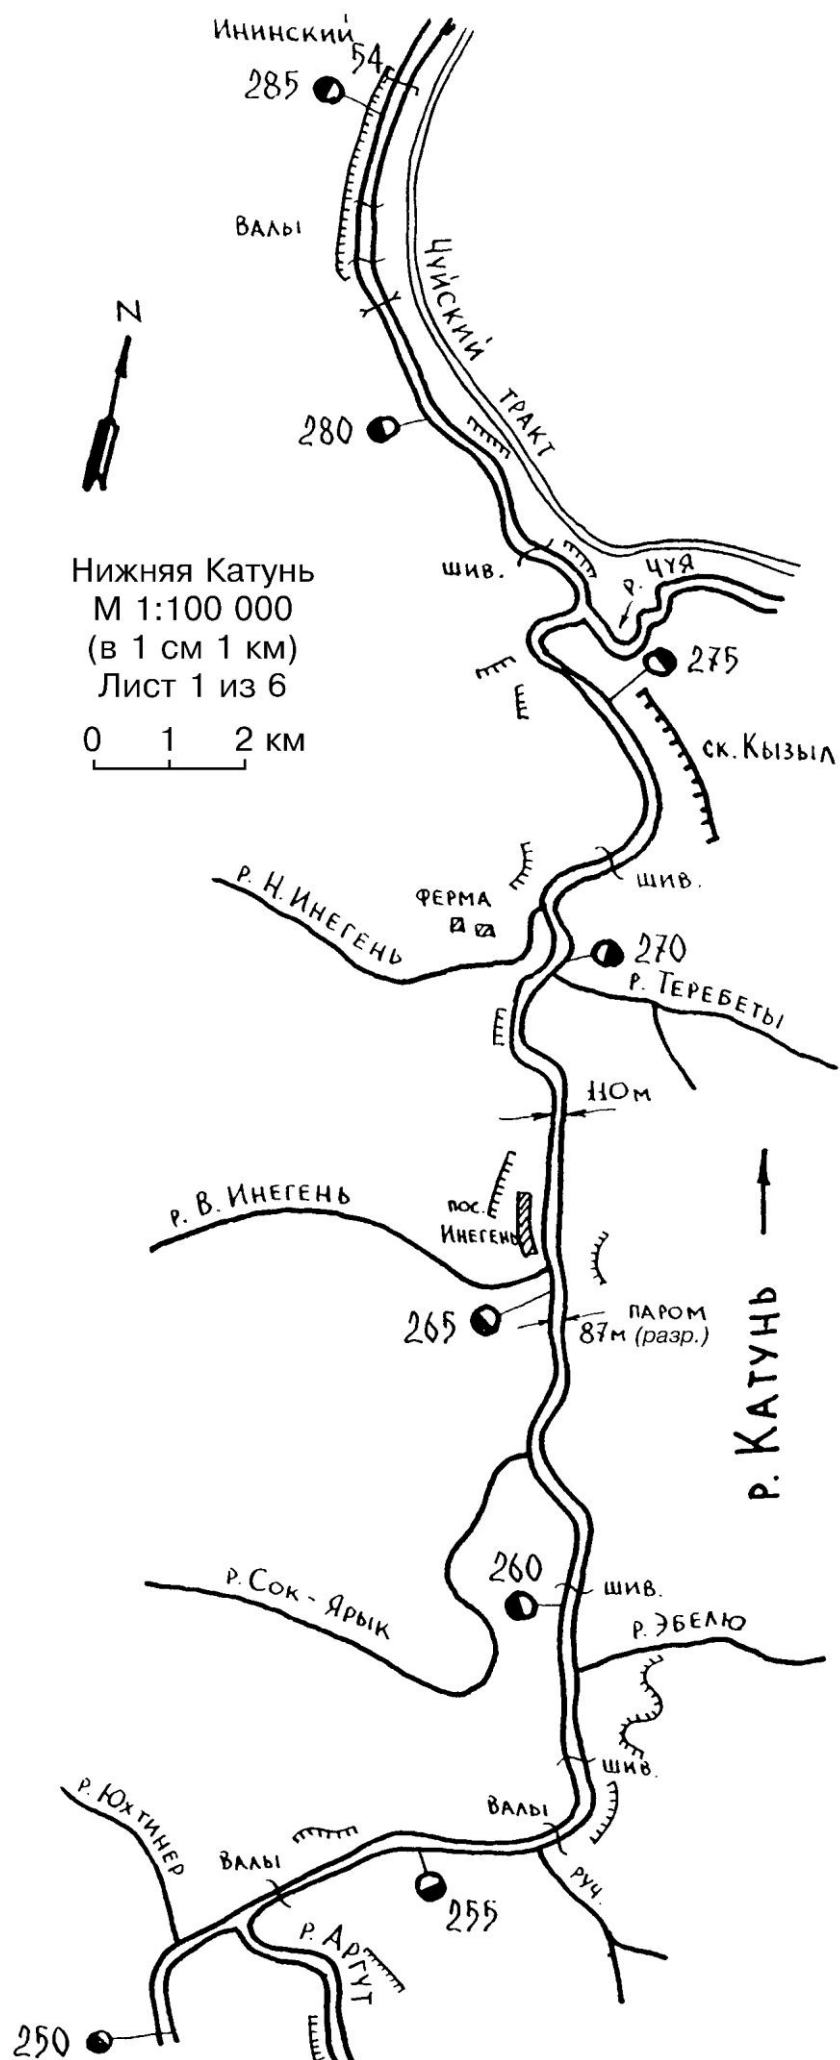 Ининский
54
285
Валы
Чуйский
тракт
N
280
шив.
р. Чуя
Нижняя Катунь
М 1:100 000
(в 1 см 1 км)
Лист 1 из 6
0 1 2 км
275
ск. Кызыл
шив.
р. Н. Инегень
ферма
270
р. Теребеты
110 м
р. В. Инегень
пос.
Инегень
265
паром
87м (разр.)
р. Катунь
260
шив.
р. Сок-Ярык
р. Эбелю
шив.
р. Юхтинер
валы
валы
255
руч.
р. Аргут
250